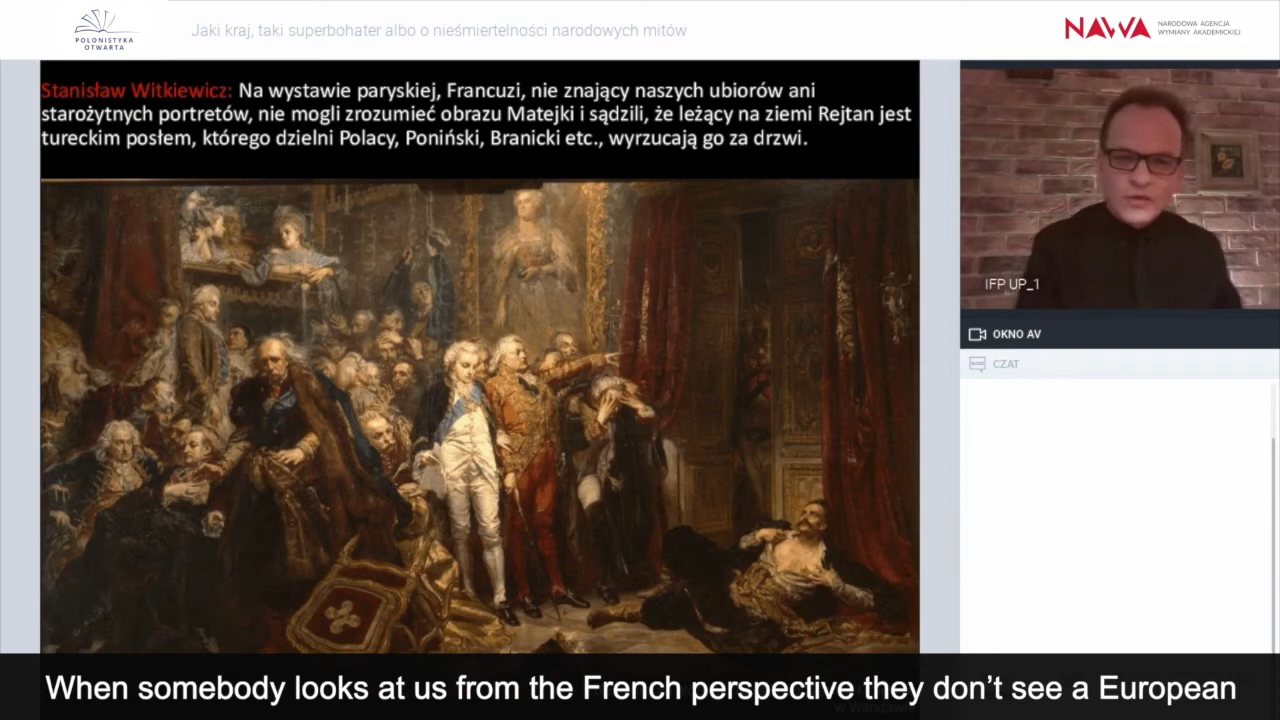 POLONISTYKA
OTWARTA
Jaki kraj, taki superbohater albo o nieśmiertelności narodowych mitów
NAWA
NARODOWA AGENCJA
WYMIANY AKADEMICKIEJ
Stanisław Witkiewicz: Na wystawie paryskiej, Francuzi, nie znający naszych ubiorów ani
starożytnych portretów, nie mogli zrozumieć obrazu Matejki i sądzili, że leżący na ziemi Rejtan jest
tureckim posłem, którego dzielni Polacy, Poniński, Branicki etc., wyrzucają go za drzwi.
IFP UP_1
OKNO AV
CZAT
When somebody looks at us from the French perspective they don’t see a European
w Warszawie